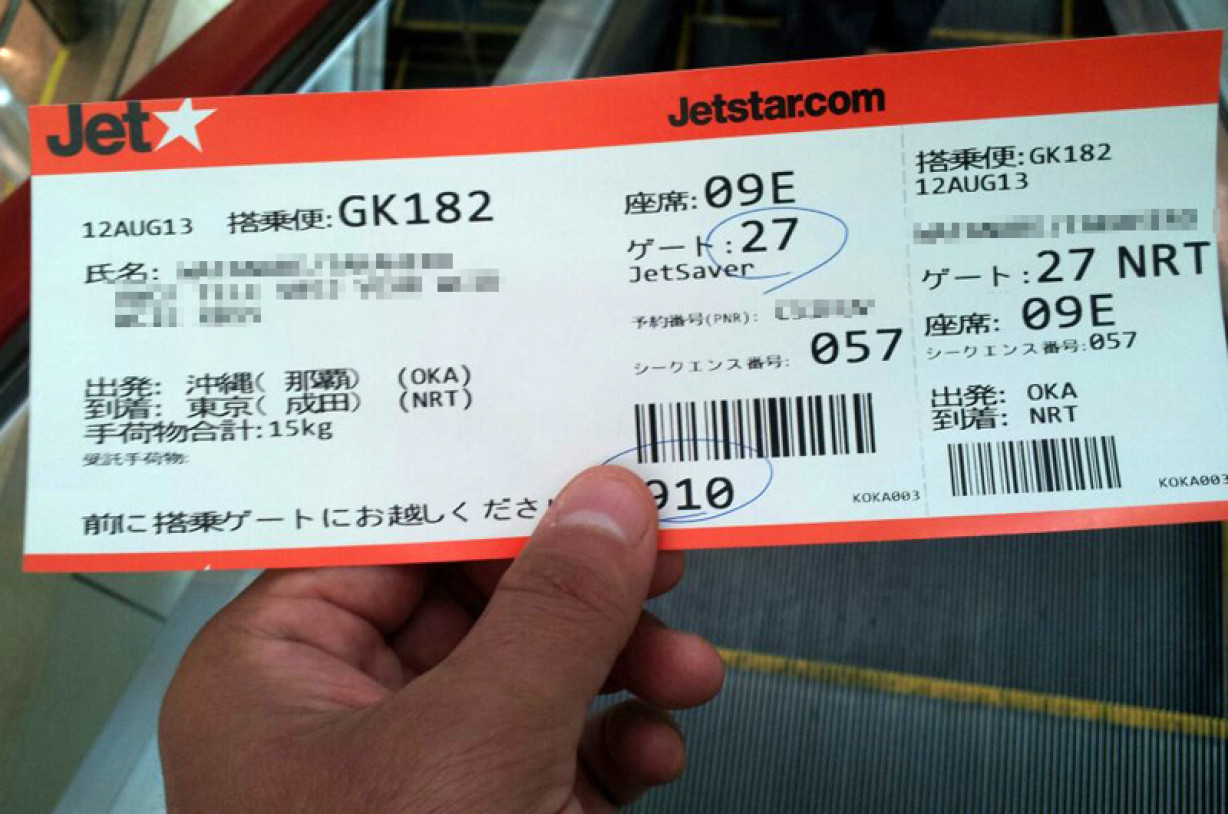 Jet
Jetstar.com
12AUG13 搭乗便:GK182
氏名:
出発: 沖縄( 那覇) (OKA)
到着: 東京( 成田) (NRT)
手荷物合計:15kg
受託手荷物:
前に搭乗ゲートにお越しくださ
座席:09E
ゲート:27
JetSaver
予約番号(PNR):
シークエンス番号: 057
910
KOKA003
搭乗便:GK182
12AUG13
ゲート:27 NRT
座席: 09E
シークエンス番号:057
出発: OKA
到着: NRT
KOKA003